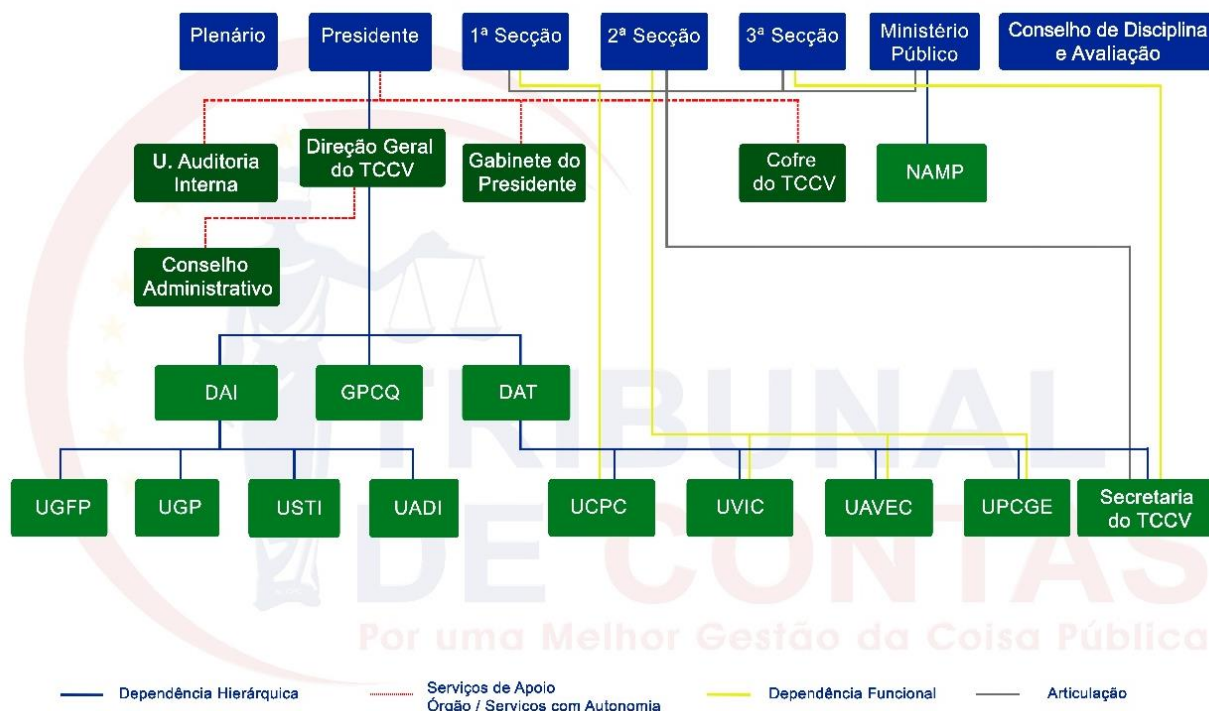 Plenário
Presidente
1ª Secção
2ª Secção
3ª Secção
Ministério
Público
Conselho de Disciplina
e Avaliação
U. Auditoria
Interna
Direção Geral
do TCCV
Gabinete do
Presidente
Cofre
do TCCV
NAMP
Conselho
Administrativo
DAI
GPCQ
DAT
UGFP
UGP
USTI
UADI
UCPC
UVIC
UAVEC
UPCGE
Secretaria
do TCCV
TRIBUNAL
DE CONTAS
Por uma Melhor Gestão da Coisa Pública
Dependência Hierárquica
Serviços de Apoio
Órgão / Serviços com Autonomia
Dependência Funcional
Articulação